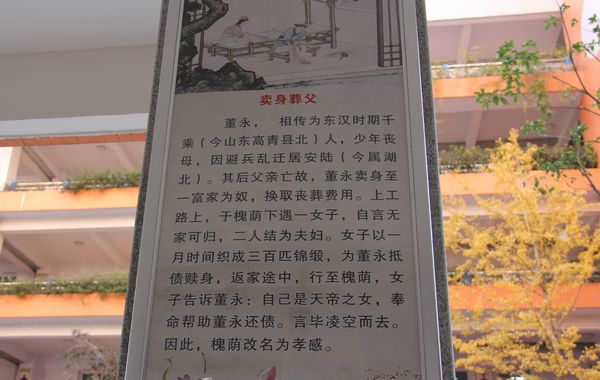 卖身葬父
董永， 相传为东汉时期千
乘（今山东高青县北）人，少年丧
母，因避兵乱迁居安陆（今属湖
北）。其后父亲亡故，董永卖身至
一富家为奴，换取丧葬费用。上工
路上，于槐荫下遇一女子，自言无
家可归，二人结为夫妇。女子以一
月时间织成三百匹锦缎，为董永抵
债赎身，返家途中，行至槐荫，女
子告诉董永：自己是天帝之女，奉
命帮助董永还债。言毕凌空而去。
因此，槐荫改名为孝感。